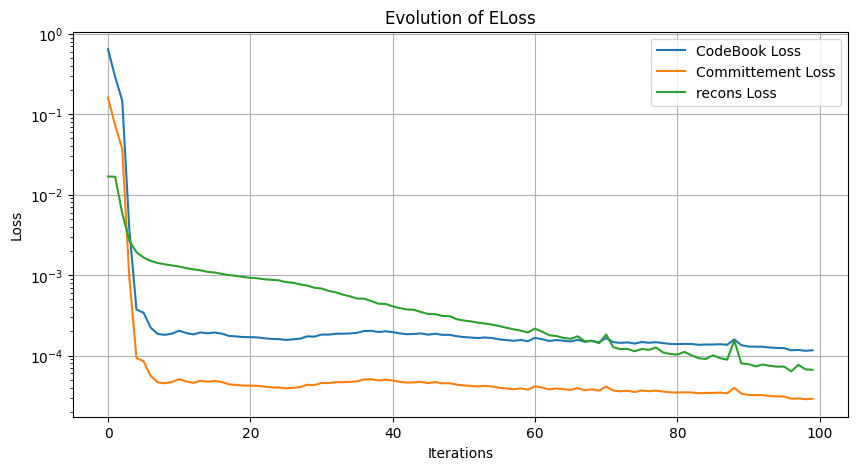 Evolution of ELoss
10^0
10^-1
10^-2
10^-3
10^-4
Loss
0 20 40 60 80 100
Iterations
CodeBook Loss
Committement Loss
recons Loss